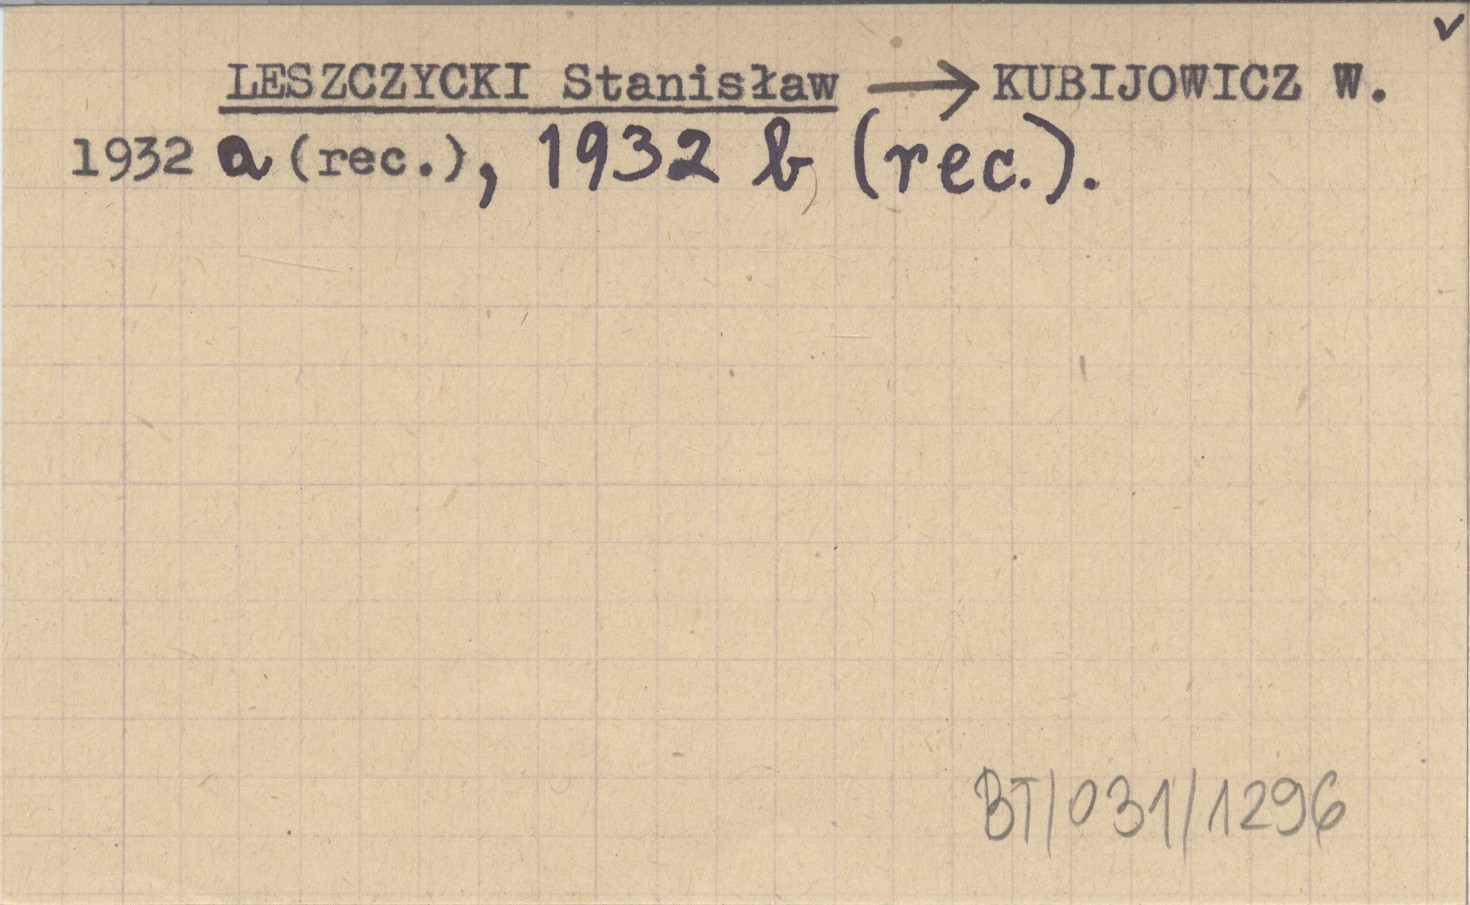 LESZCZYCKI Stanisław → KUBIJOWICZ W.
1932 a (rec.), 1932 b (rec.).
BT/031/1296